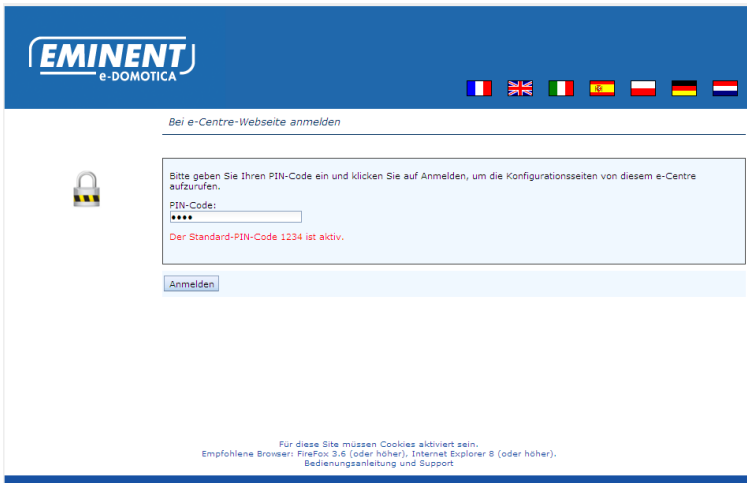 EMINENT
e-DOMOTICA
Bei e-Centre-Webseite anmelden
Bitte geben Sie Ihren PIN-Code ein und klicken Sie auf Anmelden, um die Konfigurationsseiten von diesem e-Centre
aufzurufen.
PIN-Code:
••••
Der Standard-PIN-Code 1234 ist aktiv.
Anmelden
Für diese Site müssen Cookies aktiviert sein.
Empfohlene Browser: FireFox 3.6 (oder höher), Internet Explorer 8 (oder höher).
Bedienungsanleitung und Support